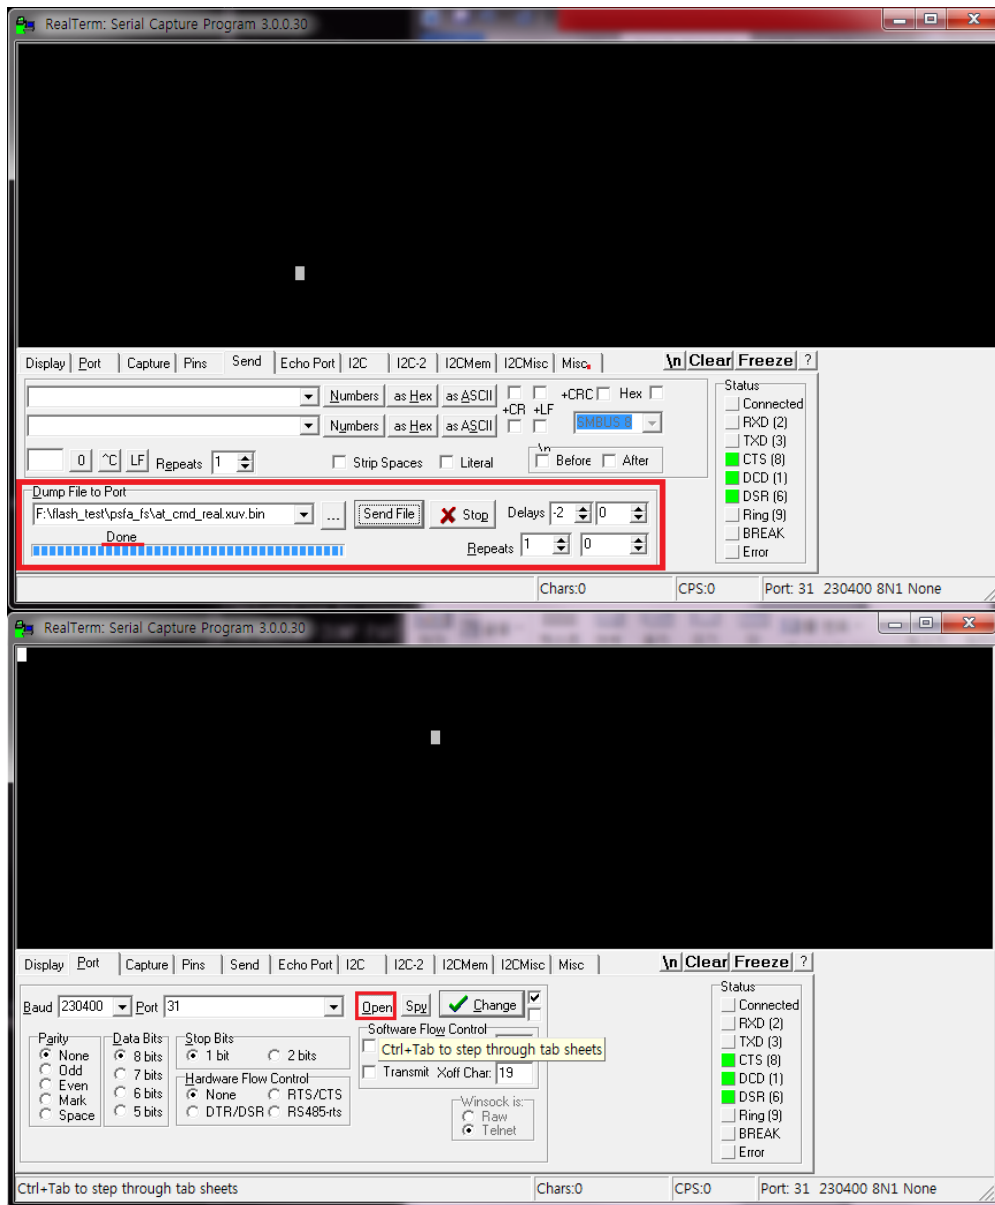 RealTerm: Serial Capture Program 3.0.0.30
Display Port Capture Pins Send Echo Port I2C I2C-2 I2CMem I2CMisc Misc \n Clear Freeze ?
Numbers as Hex as ASCII +CR +LF +CRC Hex
Numbers as Hex as ASCII SMBUS 8
0 ^C LF Repeats 1 Strip Spaces Literal \n Before After
Dump File to Port
F:\flash_test\psfa_fs\at_cmd_real.xuv.bin ... Send File Stop Delays -2 0
Done
Repeats 1 0
Status
Connected
RXD (2)
TXD (3)
CTS (8)
DCD (1)
DSR (6)
Ring (9)
BREAK
Error
Chars:0 CPS:0 Port: 31 230400 8N1 None
RealTerm: Serial Capture Program 3.0.0.30
Display Port Capture Pins Send Echo Port I2C I2C-2 I2CMem I2CMisc Misc \n Clear Freeze ?
Baud 230400 Port 31 Open Spy Change
Parity
None
Odd
Even
Mark
Space
Data Bits
8 bits
7 bits
6 bits
5 bits
Stop Bits
1 bit 2 bits
Hardware Flow Control
None RTS/CTS
DTR/DSR RS485-rts
Software Flow Control
Ctrl+Tab to step through tab sheets
Transmit Xoff Char: 19
Winsock is:
Raw
Telnet
Status
Connected
RXD (2)
TXD (3)
CTS (8)
DCD (1)
DSR (6)
Ring (9)
BREAK
Error
Ctrl+Tab to step through tab sheets Chars:0 CPS:0 Port: 31 230400 8N1 None